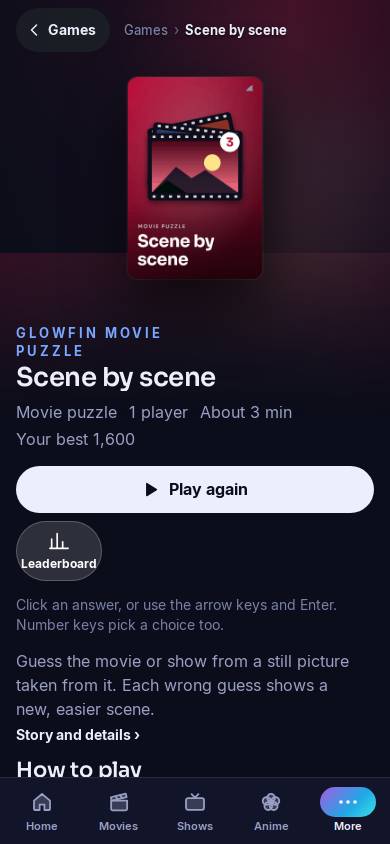 Games
Games › Scene by scene
3
MOVIE PUZZLE
Scene by
scene
GLOWFIN MOVIE
PUZZLE
Scene by scene
Movie puzzle 1 player About 3 min
Your best 1,600
Play again
Leaderboard
Click an answer, or use the arrow keys and Enter.
Number keys pick a choice too.
Guess the movie or show from a still picture
taken from it. Each wrong guess shows a
new, easier scene.
Story and details ›
How to play
Home Movies Shows Anime More